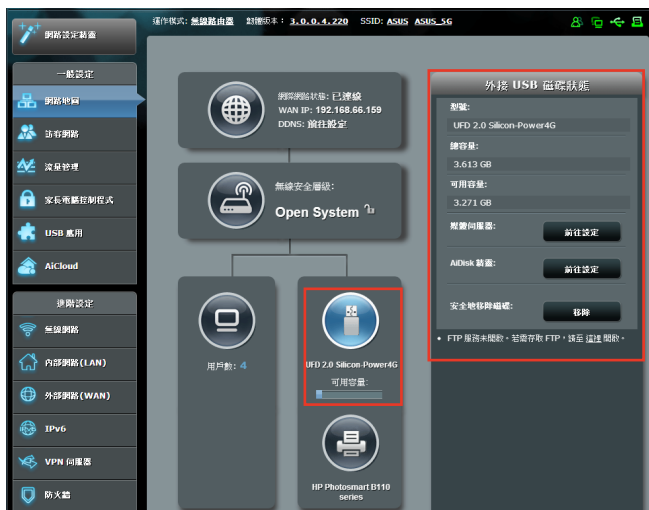 網路設定精靈
運作模式: 無線路由器 韌體版本: 3.0.0.4.220 SSID: ASUS ASUS_5G
一般設定
網路地圖
訪客網路
流量管理
家長電腦控制程式
USB 應用
AiCloud
進階設定
無線網路
內部網路(LAN)
外部網路(WAN)
IPv6
VPN 伺服器
防火牆
網際網路狀態: 已連線
WAN IP: 192.168.66.159
DDNS: 前往設定
無線安全層級:
Open System
用戶數: 4
UFD 2.0 Silicon-Power4G
可用容量:
HP Photosmart B110
series
外接 USB 磁碟狀態
型號:
UFD 2.0 Silicon-Power4G
總容量:
3.613 GB
可用容量:
3.271 GB
媒體伺服器:
前往設定
AiDisk 精靈:
前往設定
安全地移除磁碟:
移除
• FTP 服務未開啟。若需存取 FTP，請至 這裡 開啟。